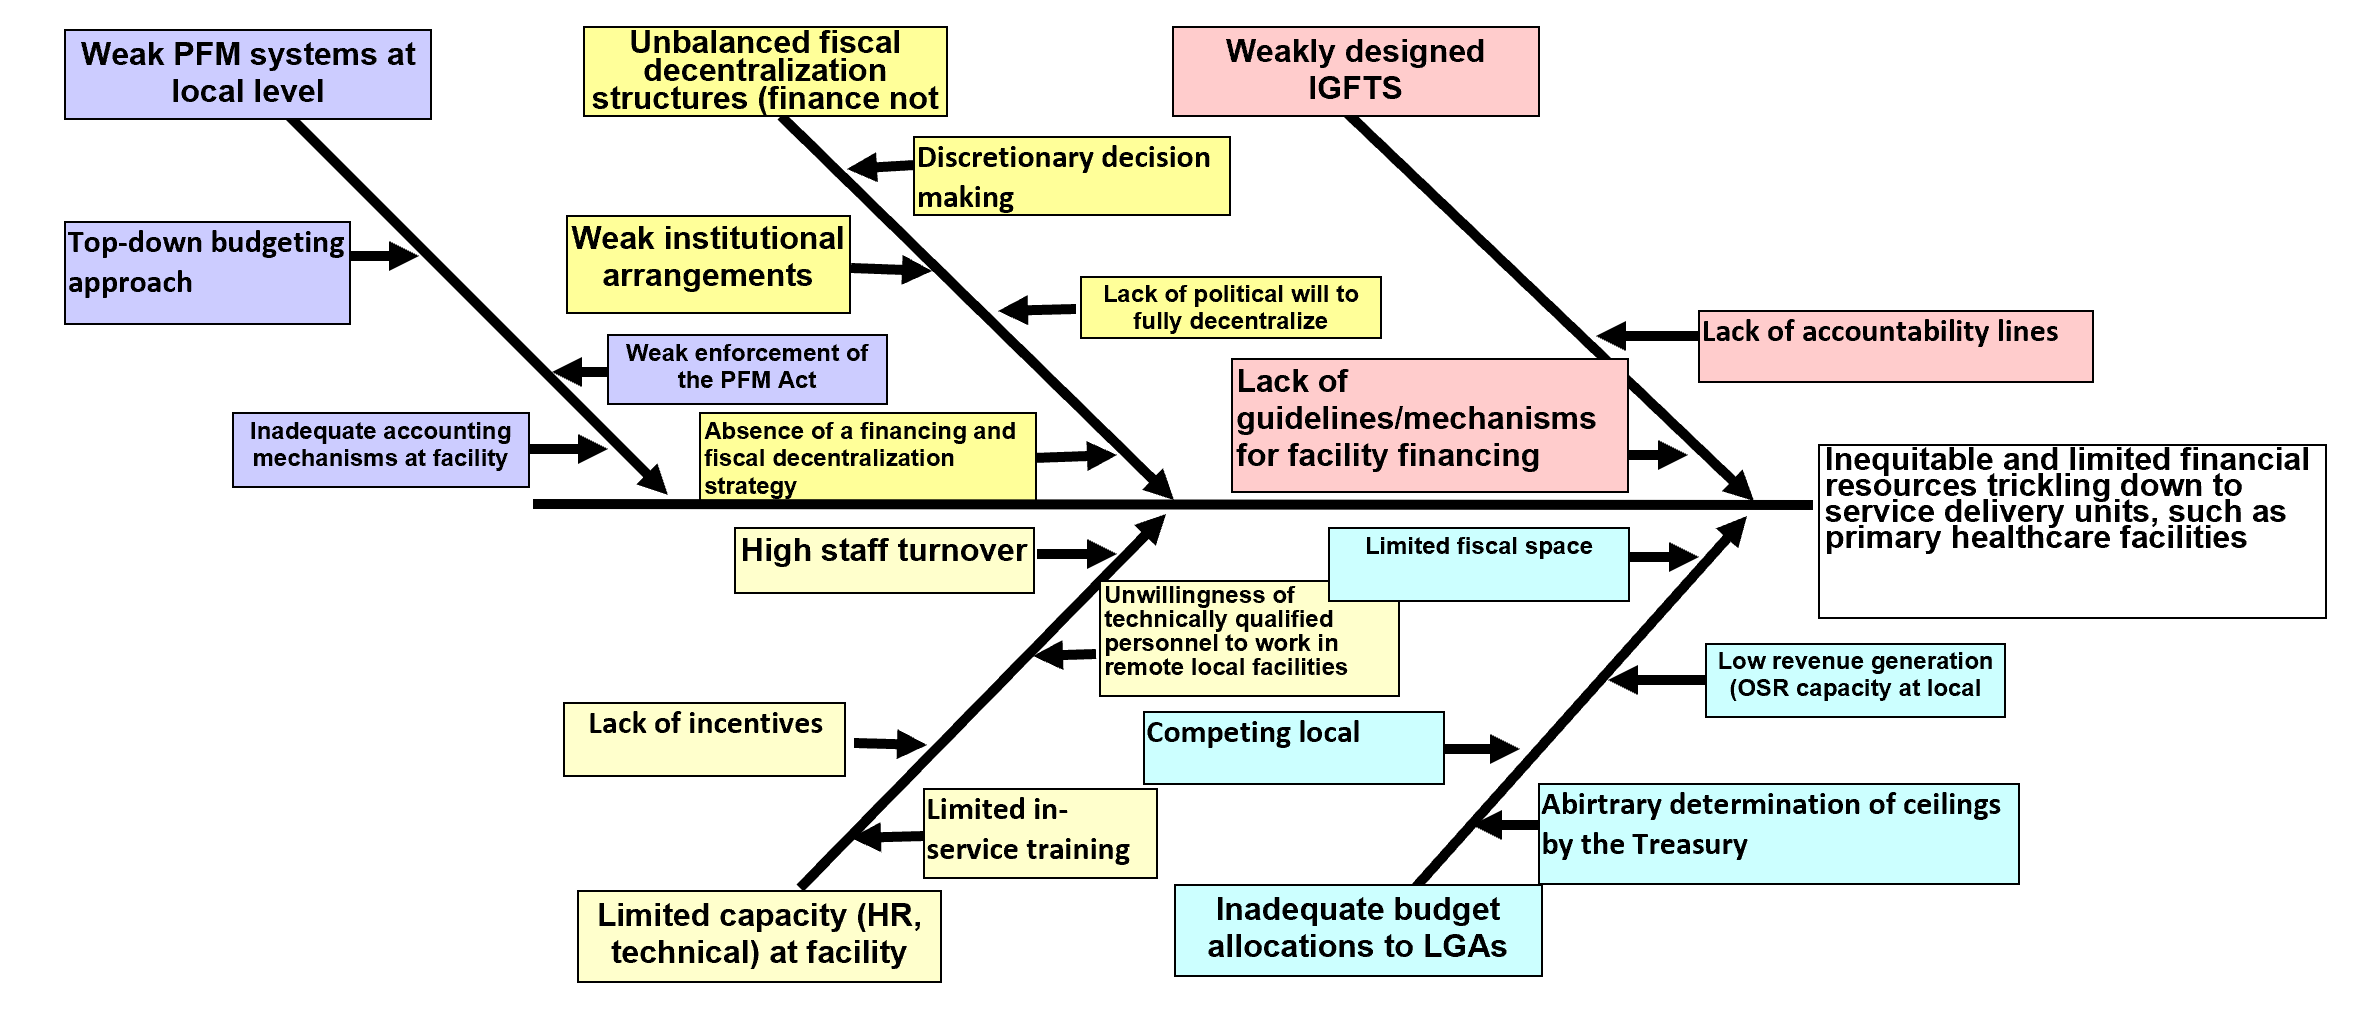 Weak PFM systems at
local level
Unbalanced fiscal
decentralization
structures (finance not
Weakly designed
IGFTS
Discretionary decision
making
Top-down budgeting
approach
Weak institutional
arrangements
Lack of political will to
fully decentralize
Lack of accountability lines
Weak enforcement of
the PFM Act
Lack of
guidelines/mechanisms
for facility financing
Inadequate accounting
mechanisms at facility
Absence of a financing and
fiscal decentralization
strategy
Inequitable and limited financial
resources trickling down to
service delivery units, such as
primary healthcare facilities
High staff turnover
Limited fiscal space
Unwillingness of
technically qualified
personnel to work in
remote local facilities
Low revenue generation
(OSR capacity at local
Lack of incentives
Competing local
Limited in-
service training
Abirtrary determination of ceilings
by the Treasury
Limited capacity (HR,
technical) at facility
Inadequate budget
allocations to LGAs